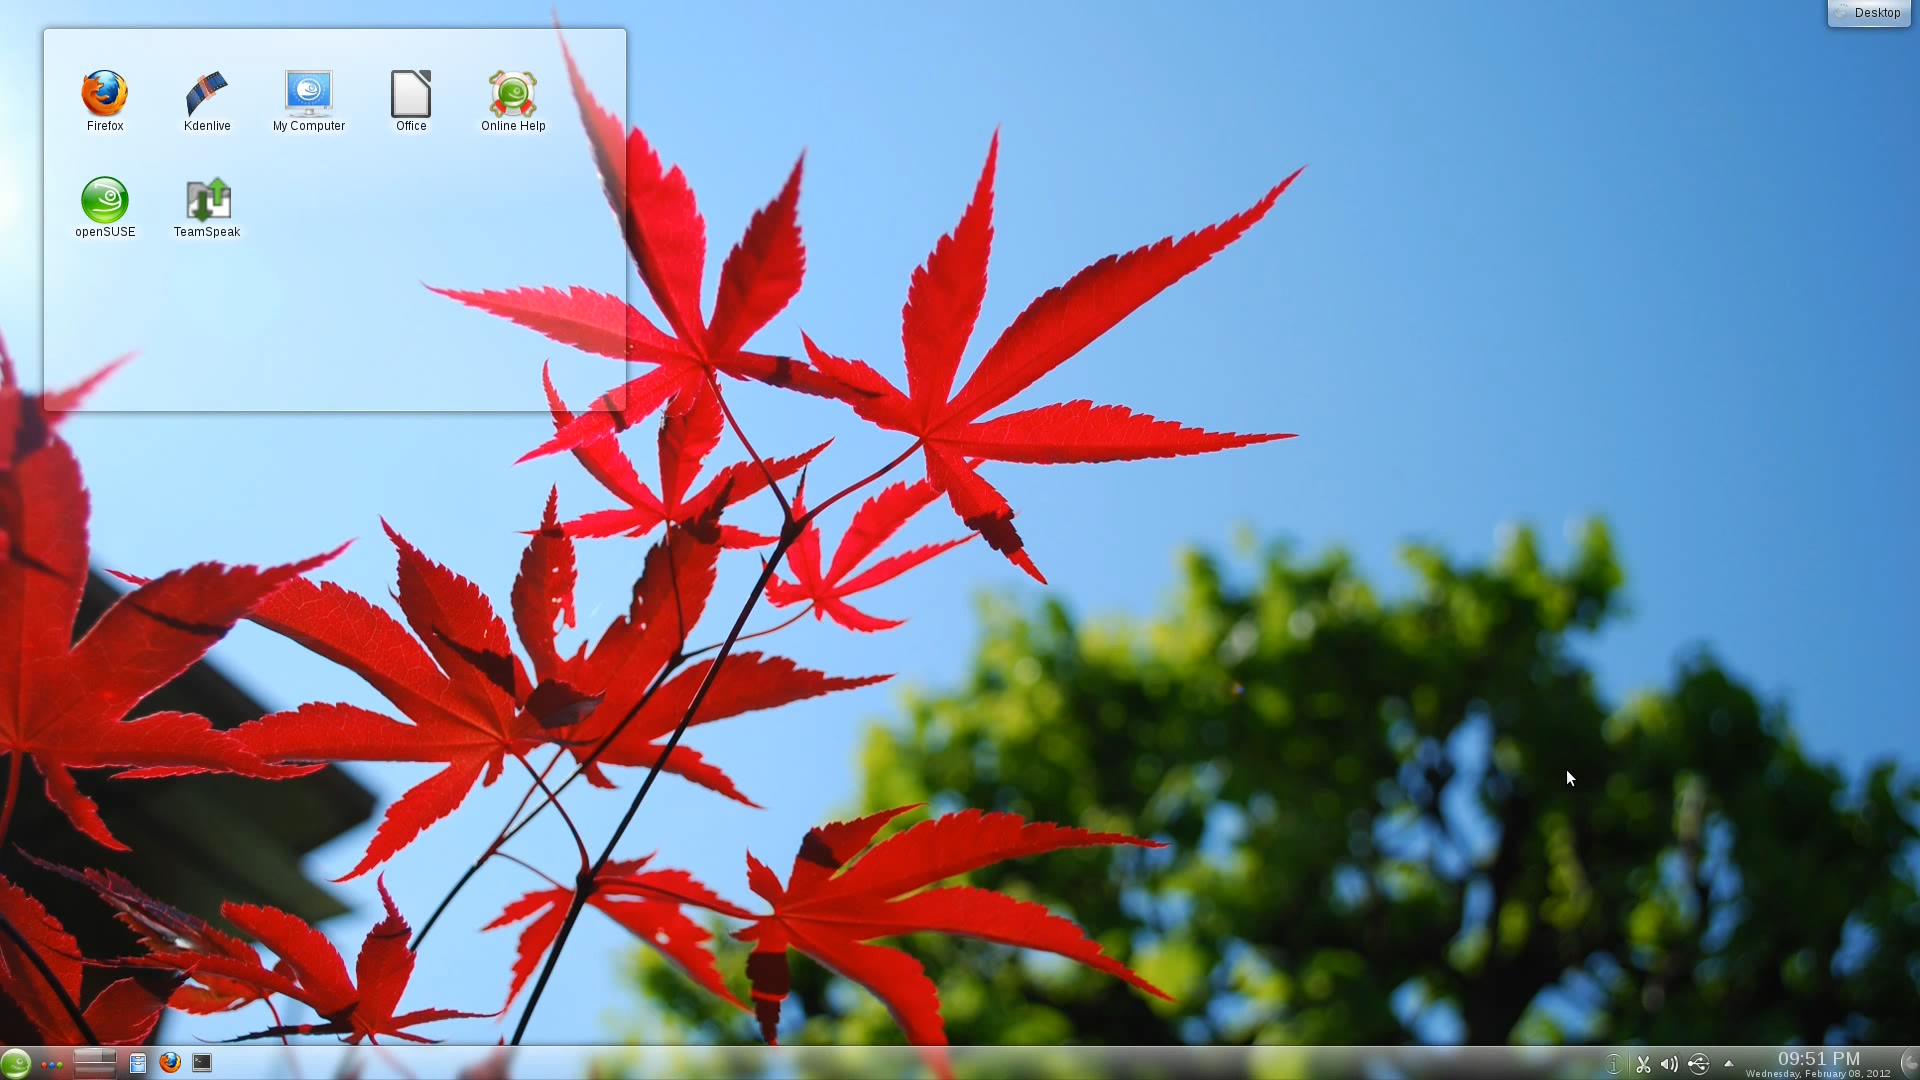 Desktop
Firefox
Kdenlive
My Computer
Office
Online Help
openSUSE
TeamSpeak
09:51 PM
Wednesday, February 08, 2012